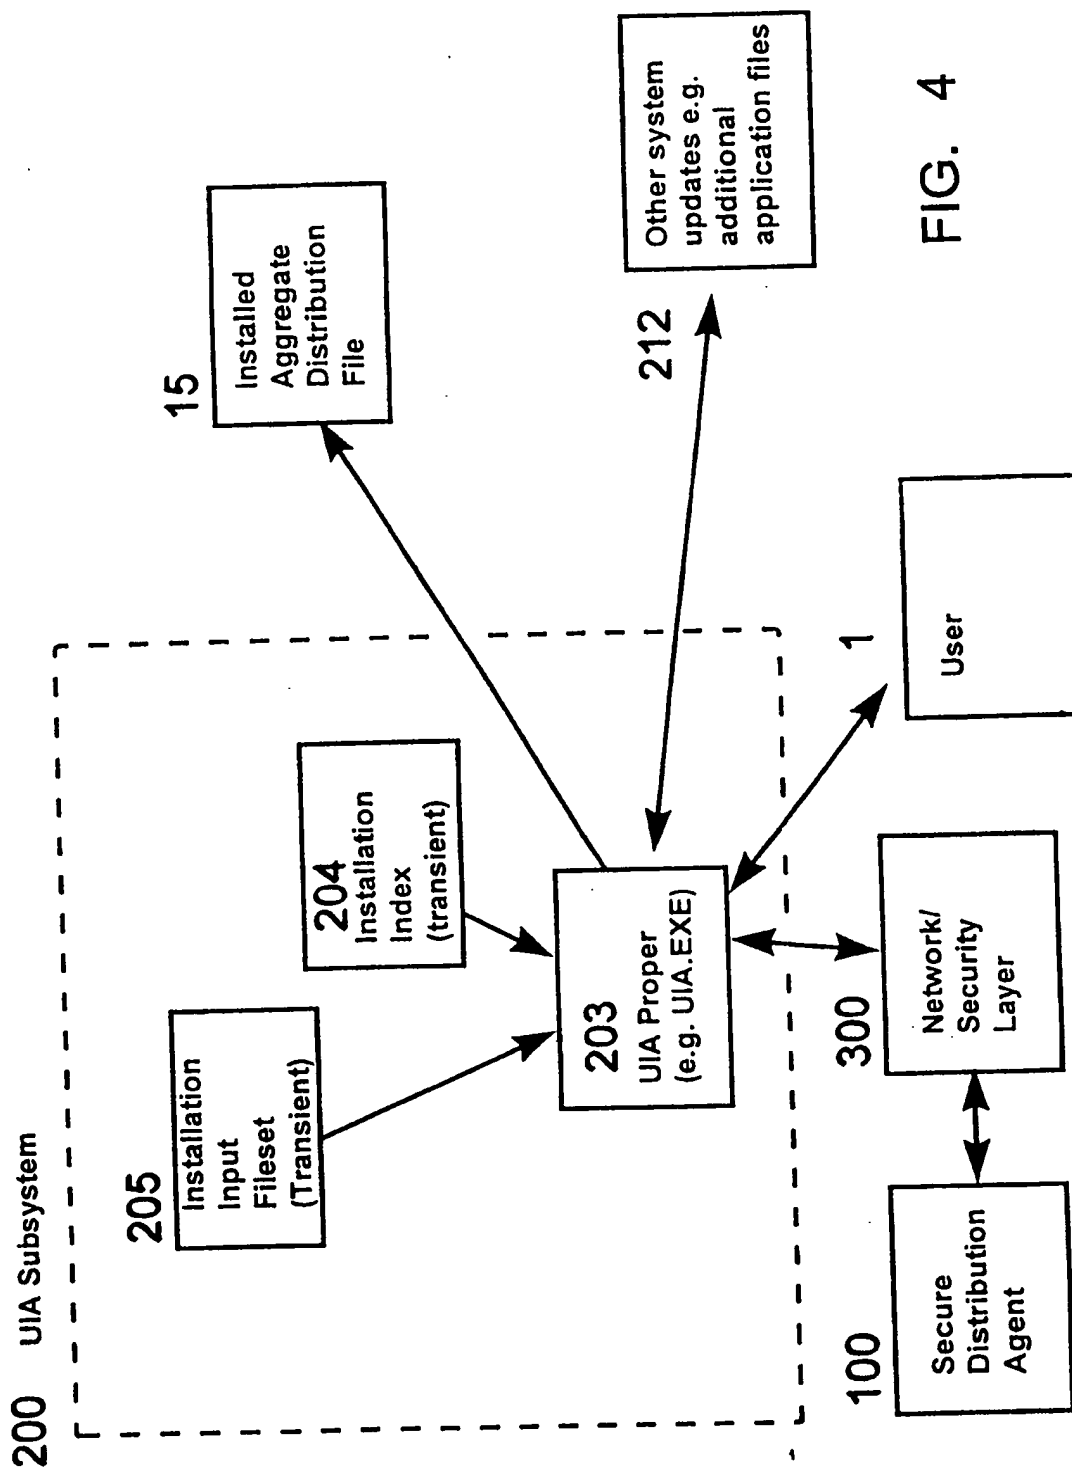 200 UIA Subsystem
205
Installation
Input
Fileset
(Transient)
204
Installation
Index
(transient)
15
Installed
Aggregate
Distribution
File
203
UIA Proper
(e.g. UIA.EXE)
212
Other system
updates e.g.
additional
application files
100
Secure
Distribution
Agent
300
Network/
Security
Layer
1
User
FIG. 4